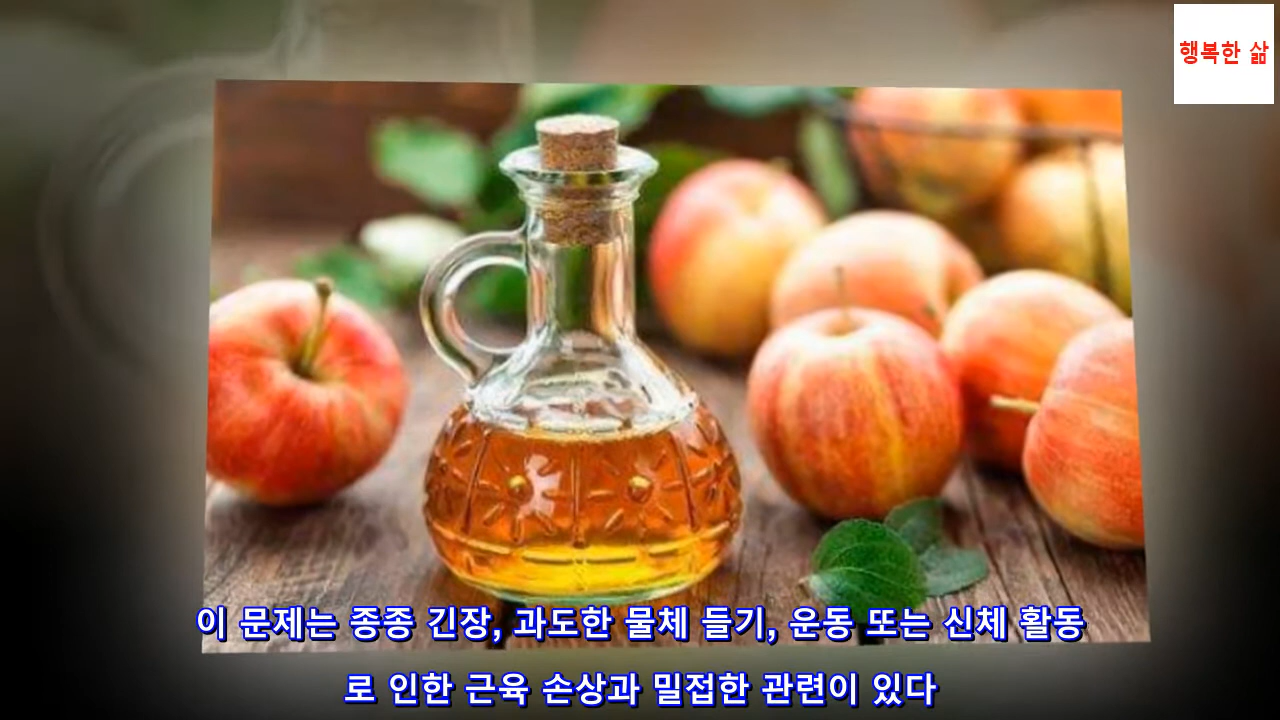 행복한 삶
이 문제는 종종 긴장, 과도한 물체 들기, 운동 또는 신체 활동
로 인한 근육 손상과 밀접한 관련이 있다